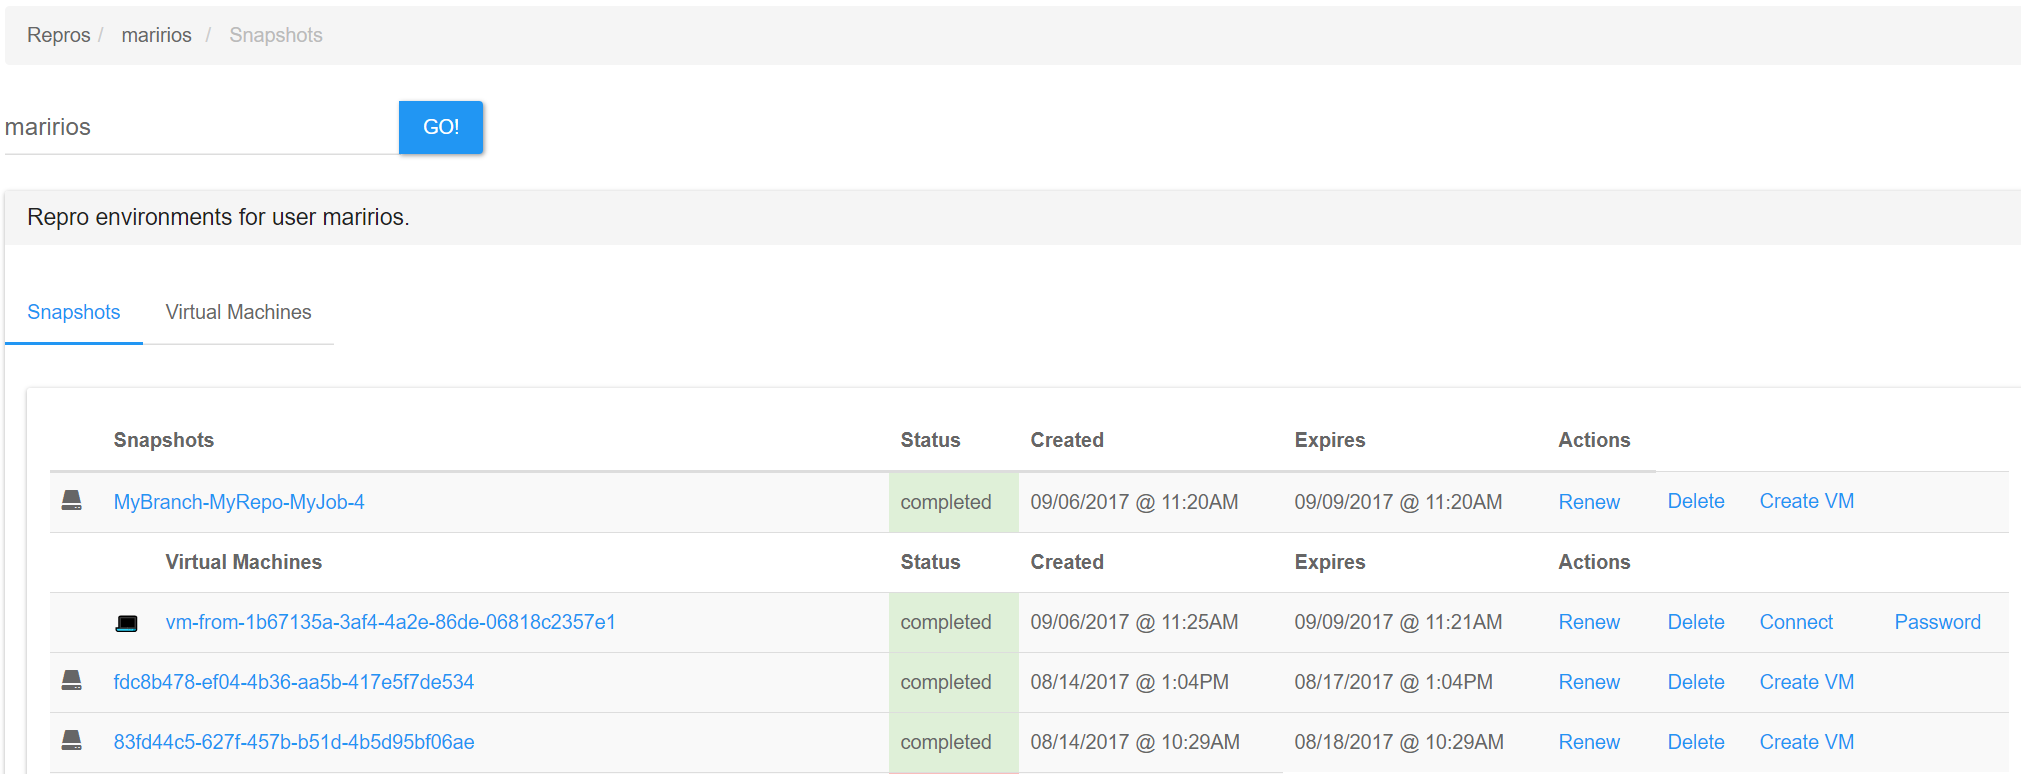 Repros / maririos / Snapshots
maririos GO!
Repro environments for user maririos.
Snapshots Virtual Machines
Snapshots Status Created Expires Actions
MyBranch-MyRepo-MyJob-4 completed 09/06/2017 @ 11:20AM 09/09/2017 @ 11:20AM Renew Delete Create VM
Virtual Machines Status Created Expires Actions
vm-from-1b67135a-3af4-4a2e-86de-06818c2357e1 completed 09/06/2017 @ 11:25AM 09/09/2017 @ 11:21AM Renew Delete Connect Password
fdc8b478-ef04-4b36-aa5b-417e5f7de534 completed 08/14/2017 @ 1:04PM 08/17/2017 @ 1:04PM Renew Delete Create VM
83fd44c5-627f-457b-b51d-4b5d95bf06ae completed 08/14/2017 @ 10:29AM 08/18/2017 @ 10:29AM Renew Delete Create VM